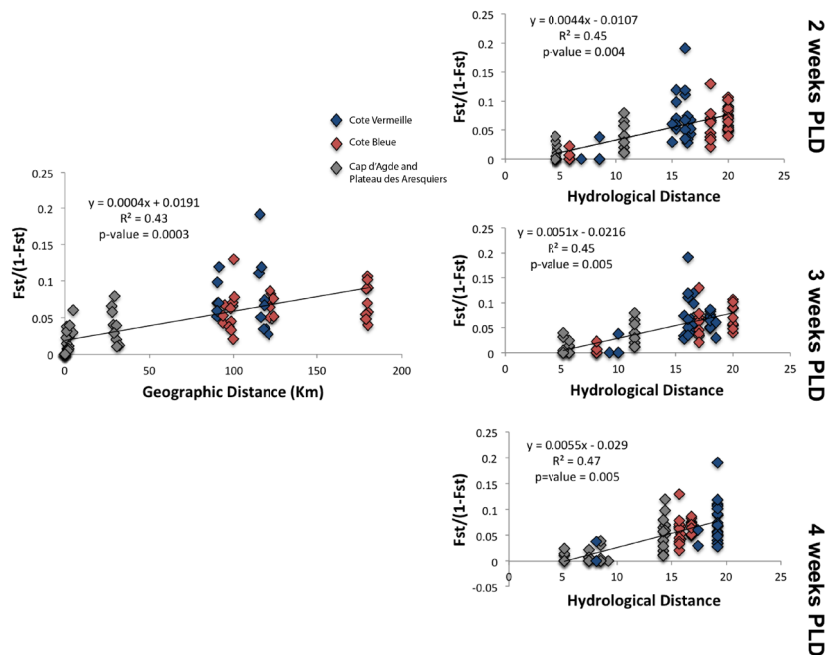 Cote Vermeille
Cote Bleue
Cap d'Agde and
Plateau des Aresquiers
y = 0.0004x + 0.0191
R² = 0.43
p-value = 0.0003
Fst/(1-Fst)
0.25
0.2
0.15
0.1
0.05
0
0
50
100
150
200
Geographic Distance (Km)
2 weeks PLD
y = 0.0044x - 0.0107
R² = 0.45
p-value = 0.004
Fst/(1-Fst)
0.25
0.2
0.15
0.1
0.05
0
0
5
10
15
20
25
Hydrological Distance
3 weeks PLD
y = 0.0051x - 0.0216
R² = 0.45
p-value = 0.005
Fst/(1-Fst)
0.25
0.2
0.15
0.1
0.05
0
0
5
10
15
20
25
Hydrological Distance
4 weeks PLD
y = 0.0055x - 0.029
R² = 0.47
p=value = 0.005
Fst/(1-Fst)
0.25
0.2
0.15
0.1
0.05
0
-0.05
0
5
10
15
20
25
Hydrological Distance